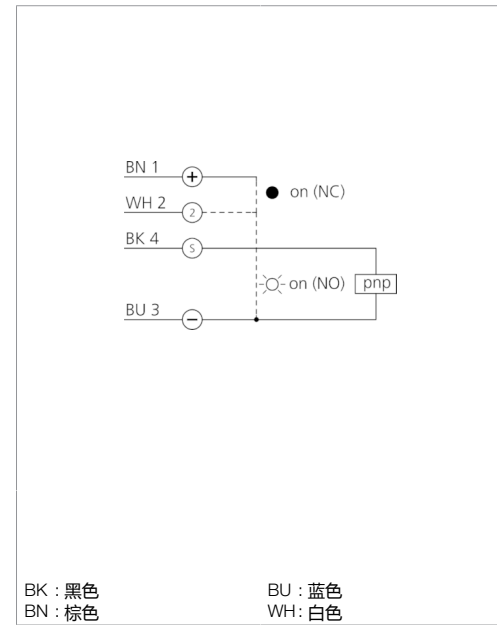 BN 1
+
● on (NC)
WH 2
2
BK 4
S
on (NO)
pnp
BU 3
−
BK : 黑色
BU : 蓝色
BN : 棕色
WH : 白色